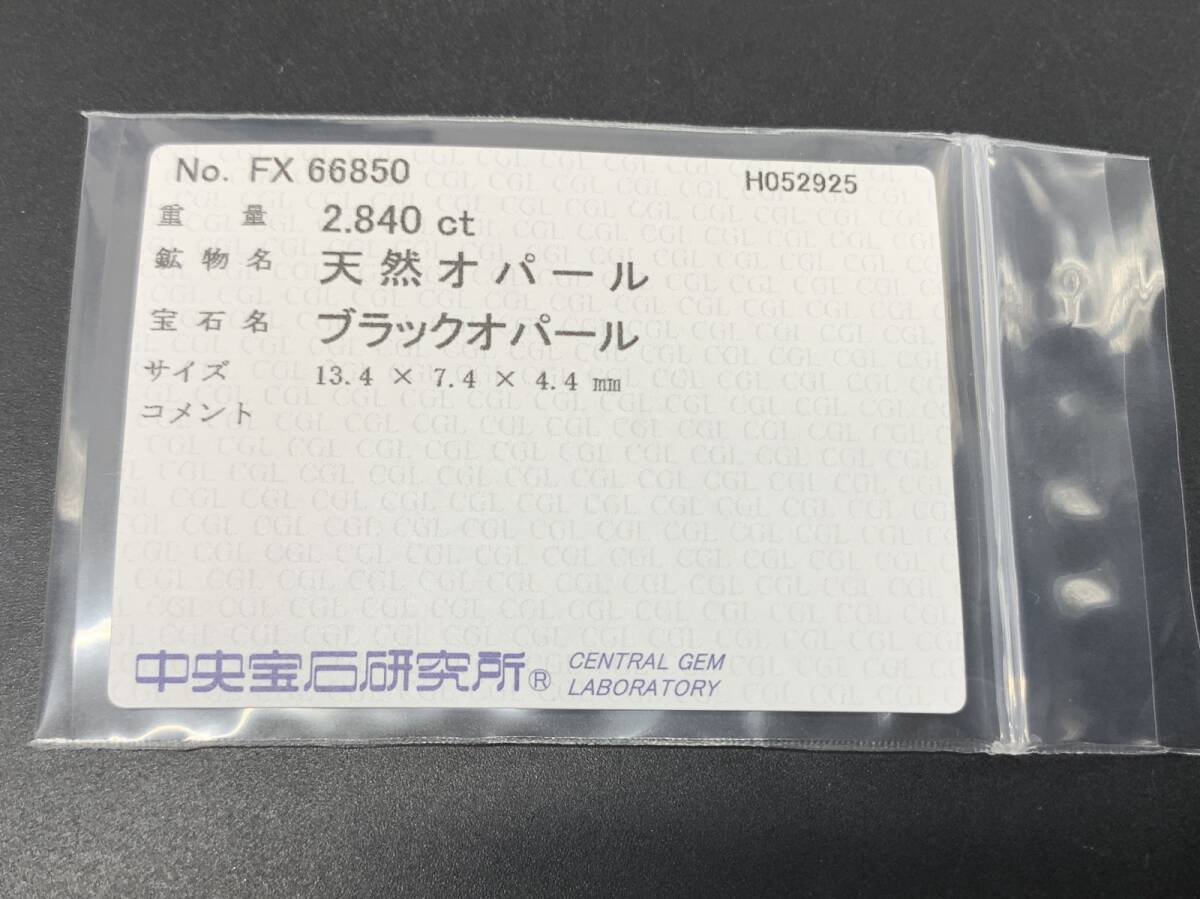 No. FX 66850 H052925
重量 2.840 ct
鉱物名 天然オパール
宝石名 ブラックオパール
サイズ 13.4 × 7.4 × 4.4 mm
コメント
中央宝石研究所® CENTRAL GEM
LABORATORY